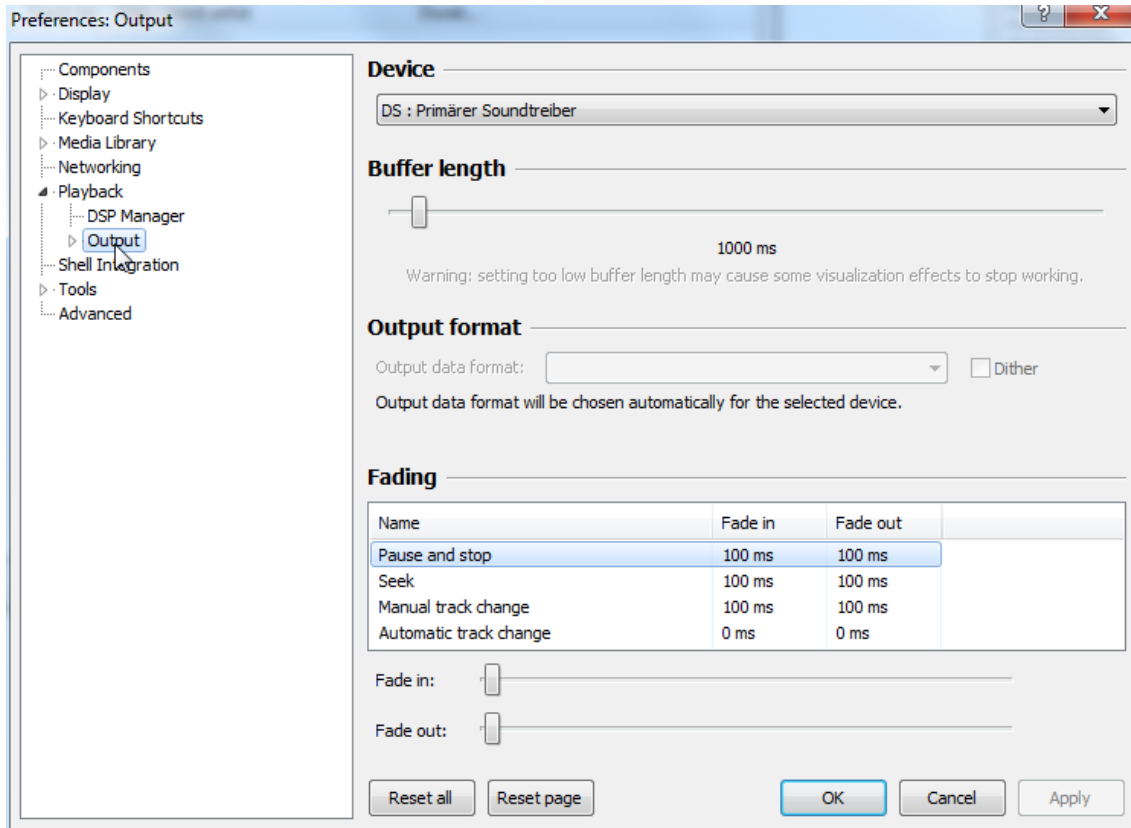 Preferences: Output
?
X
Components
Display
Keyboard Shortcuts
Media Library
Networking
Playback
DSP Manager
Output
Shell Integration
Tools
Advanced
Device
DS : Primärer Soundtreiber
Buffer length
1000 ms
Warning: setting too low buffer length may cause some visualization effects to stop working.
Output format
Output data format:
Dither
Output data format will be chosen automatically for the selected device.
Fading
Name Fade in Fade out
Pause and stop 100 ms 100 ms
Seek 100 ms 100 ms
Manual track change 100 ms 100 ms
Automatic track change 0 ms 0 ms
Fade in:
Fade out:
Reset all Reset page OK Cancel Apply